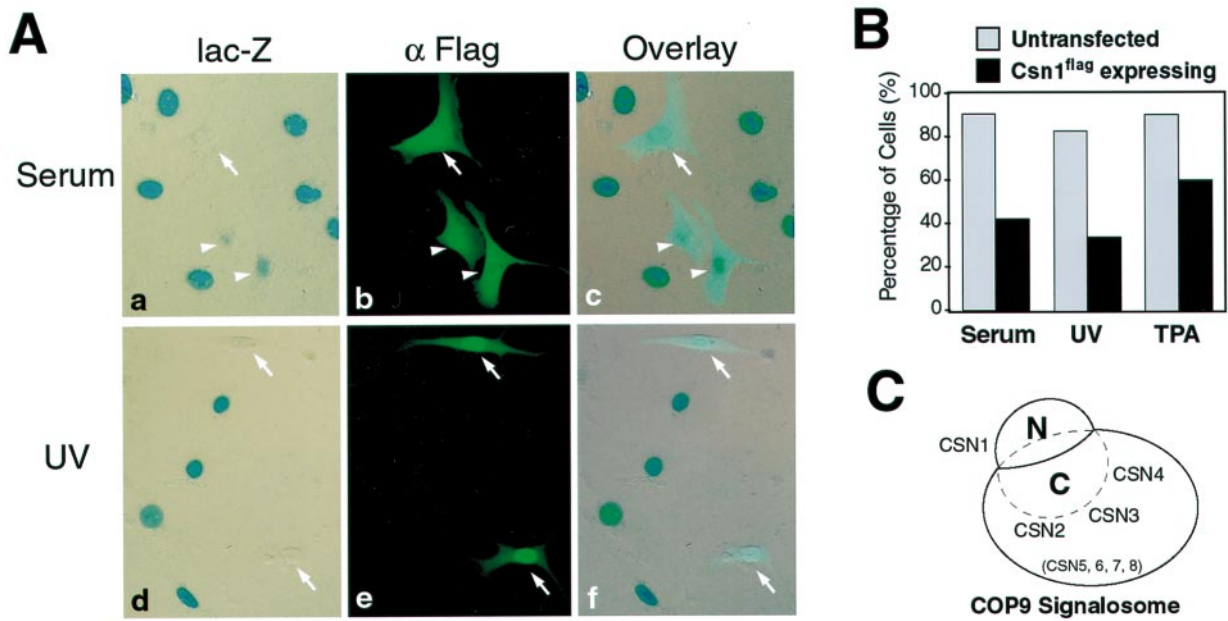 A
lac-Z
α Flag
Overlay
Serum
a
b
c
UV
d
e
f
B
Untransfected
Csn1flag expressing
Percentqge of Cells (%)
100
80
60
40
20
0
Serum UV TPA
C
N
CSN1
C
CSN4
CSN3
CSN2
(CSN5, 6, 7, 8)
COP9 Signalosome